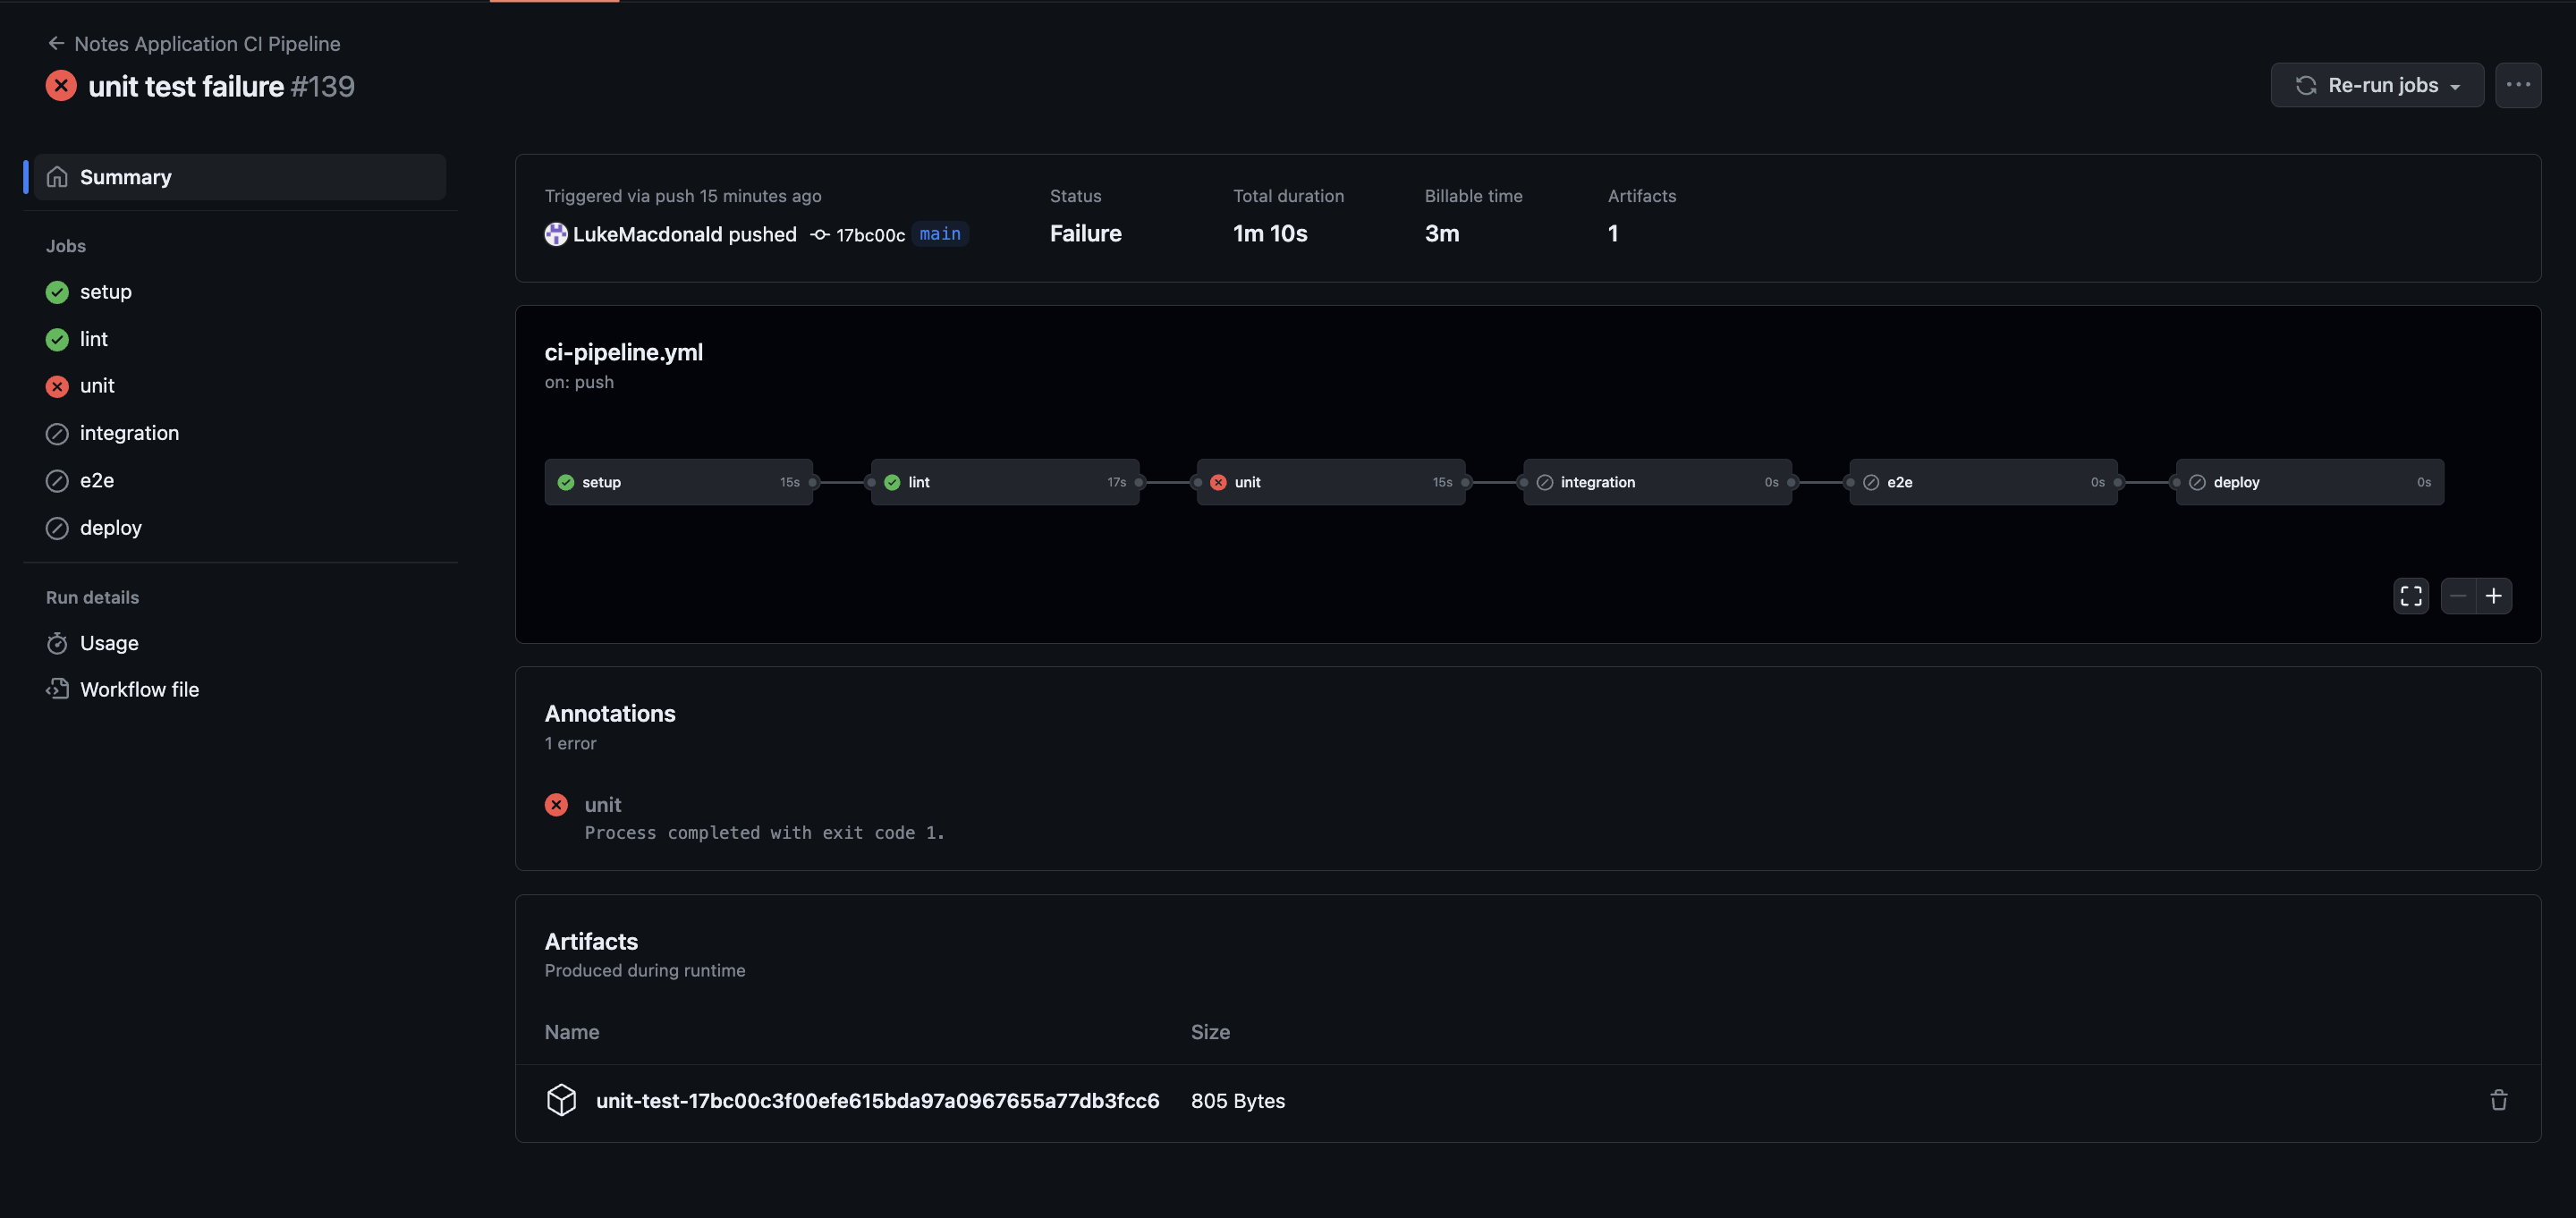 Notes Application CI Pipeline
unit test failure #139
Re-run jobs
Summary
Jobs
setup
lint
unit
integration
e2e
deploy
Run details
Usage
Workflow file
Triggered via push 15 minutes ago
LukeMacdonald pushed 17bc00c main
Status
Failure
Total duration
1m 10s
Billable time
3m
Artifacts
1
ci-pipeline.yml
on: push
setup 15s
lint 17s
unit 15s
integration 0s
e2e 0s
deploy 0s
Annotations
1 error
unit
Process completed with exit code 1.
Artifacts
Produced during runtime
Name Size
unit-test-17bc00c3f00efe615bda97a0967655a77db3fcc6 805 Bytes